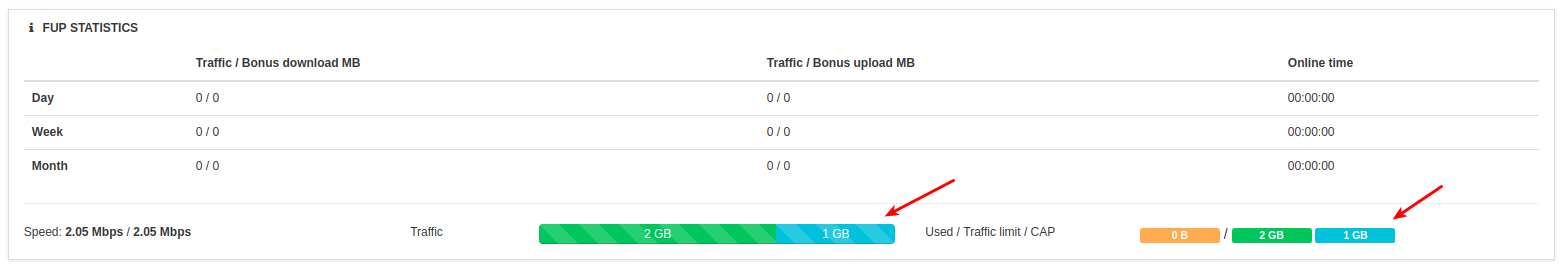 FUP STATISTICS
Traffic / Bonus download MB Traffic / Bonus upload MB Online time
Day 0 / 0 0 / 0 00:00:00
Week 0 / 0 0 / 0 00:00:00
Month 0 / 0 0 / 0 00:00:00
Speed: 2.05 Mbps / 2.05 Mbps Traffic 2 GB 1 GB Used / Traffic limit / CAP 0 B / 2 GB 1 GB